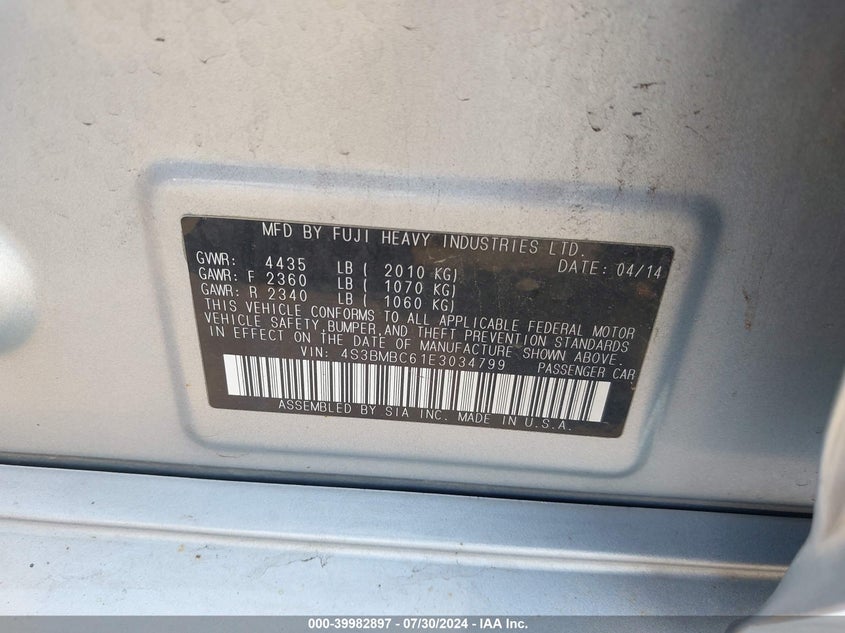 MFD BY FUJI HEAVY INDUSTRIES LTD.
GVWR: 4435 LB ( 2010 KG) DATE: 04/14
GAWR: F 2360 LB ( 1070 KG)
GAWR: R 2340 LB ( 1060 KG)
THIS VEHICLE CONFORMS TO ALL APPLICABLE FEDERAL MOTOR
VEHICLE SAFETY, BUMPER, AND THEFT PREVENTION STANDARDS
IN EFFECT ON THE DATE OF MANUFACTURE SHOWN ABOVE.
VIN: 4S3BMBC61E3034799 PASSENGER CAR
ASSEMBLED BY SIA INC. MADE IN U.S.A.
000-39982897 - 07/30/2024 - IAA Inc.